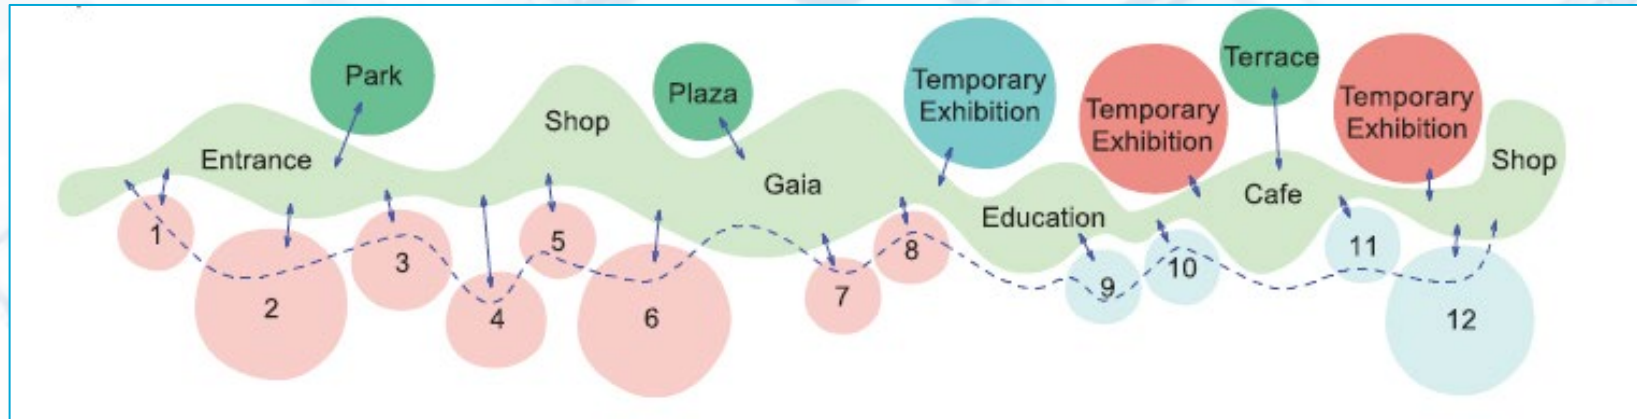 Park
Plaza
Temporary
Exhibition
Temporary
Exhibition
Terrace
Temporary
Exhibition
Entrance
Shop
Gaia
Education
Cafe
Shop
1
2
3
4
5
6
7
8
9
10
11
12